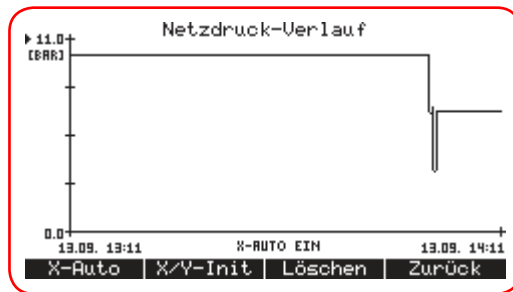 Netzdruck-Verlauf
11.0
[BAR]
0.0
13.09. 13:11 X-AUTO EIN 13.09. 14:11
X-Auto X/Y-Init Löschen Zurück